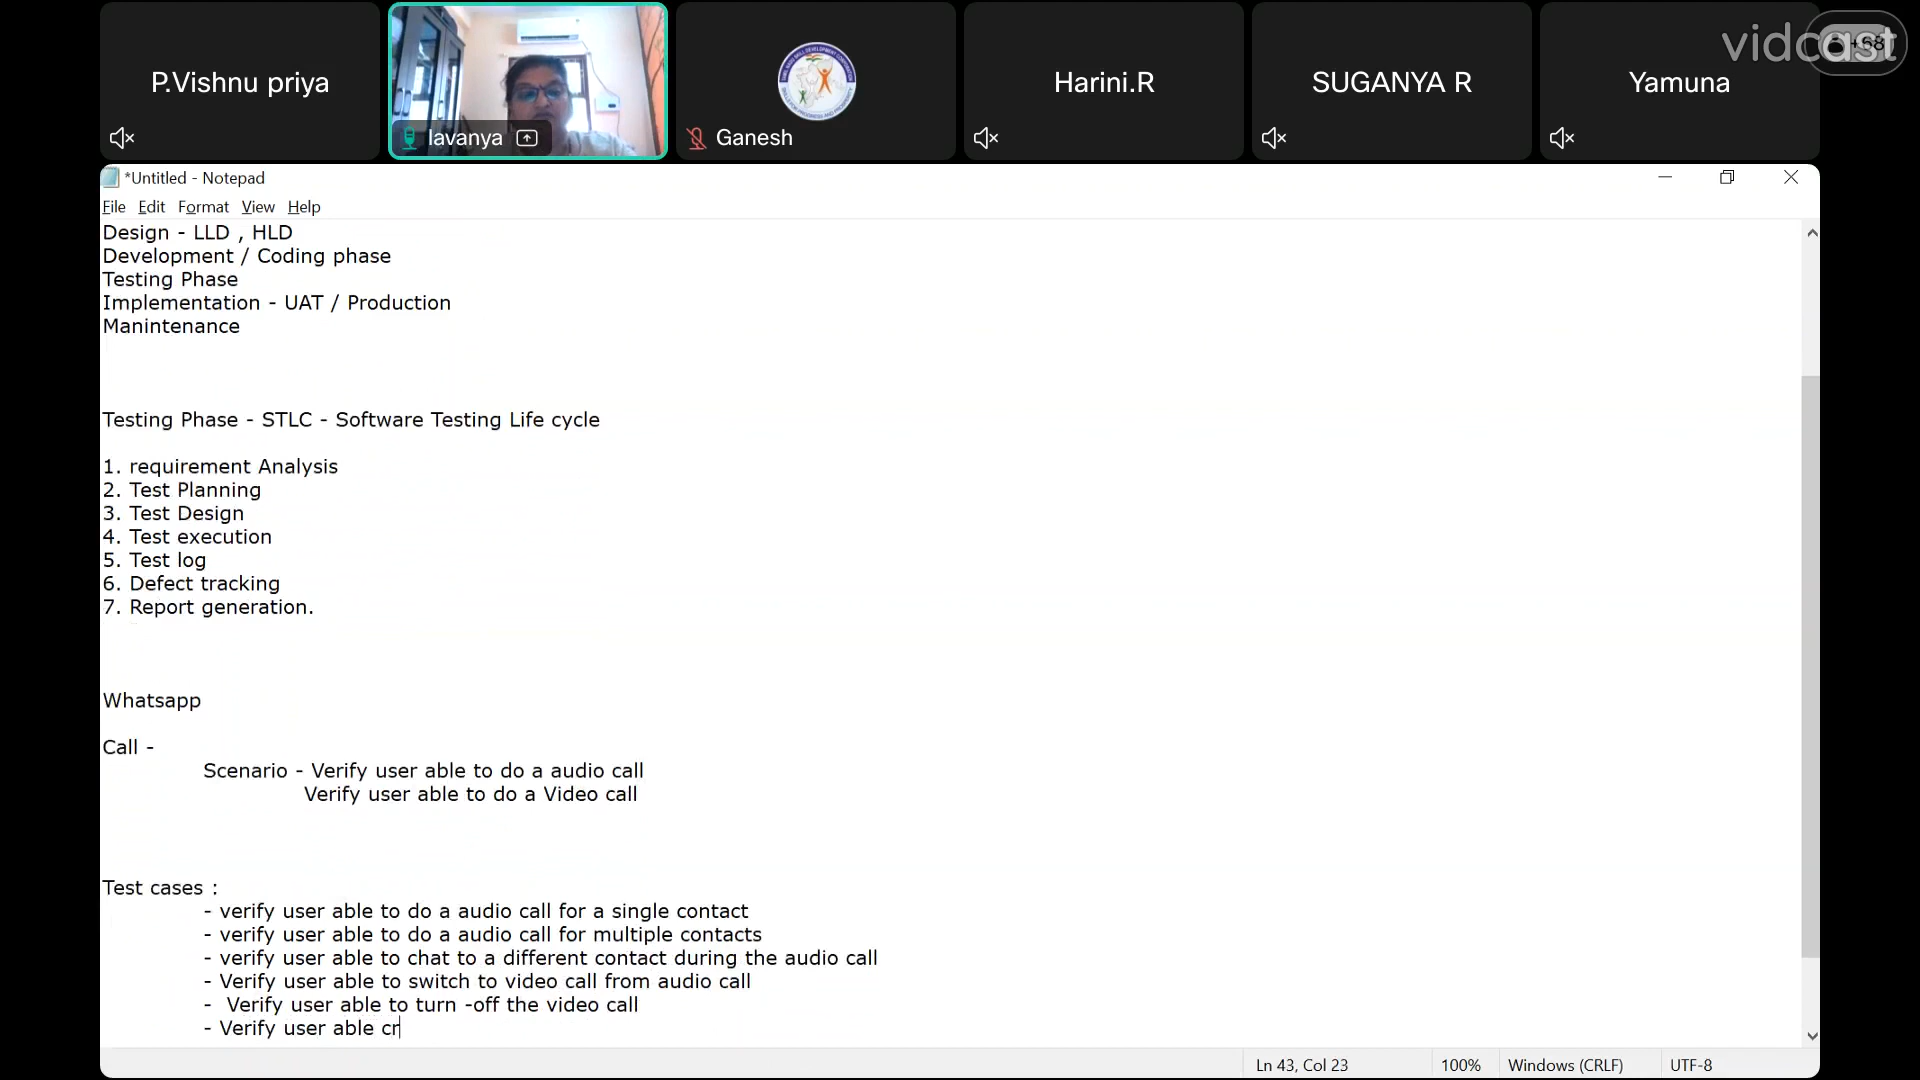 P.Vishnu priya
lavanya
Ganesh
Harini.R
SUGANYA R
Yamuna
vidcast
+68
*Untitled - Notepad
File Edit Format View Help
Design - LLD , HLD
Development / Coding phase
Testing Phase
Implementation - UAT / Production
Manintenance
Testing Phase - STLC - Software Testing Life cycle
1. requirement Analysis
2. Test Planning
3. Test Design
4. Test execution
5. Test log
6. Defect tracking
7. Report generation.
Whatsapp
Call -
Scenario - Verify user able to do a audio call
Verify user able to do a Video call
Test cases :
- verify user able to do a audio call for a single contact
- verify user able to do a audio call for multiple contacts
- verify user able to chat to a different contact during the audio call
- Verify user able to switch to video call from audio call
-  Verify user able to turn -off the video call
- Verify user able cr
Ln 43, Col 23 100% Windows (CRLF) UTF-8